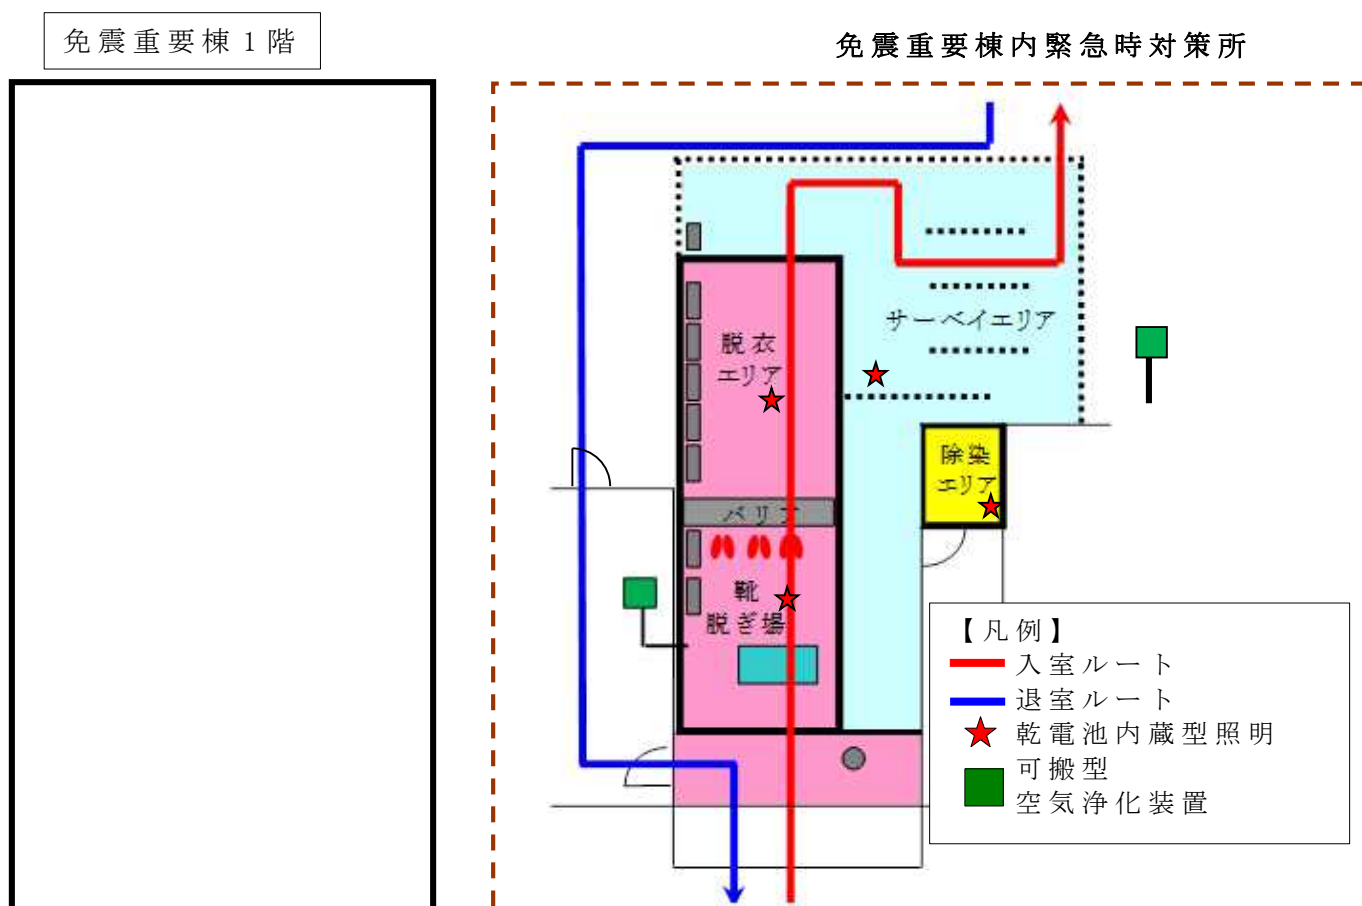 免震重要棟1階
免震重要棟内緊急時対策所
サーベイエリア
脱衣
エリア
除染
エリア
バリア
靴
脱ぎ場
【凡例】
入室ルート
退室ルート
乾電池内蔵型照明
可搬型
空気浄化装置